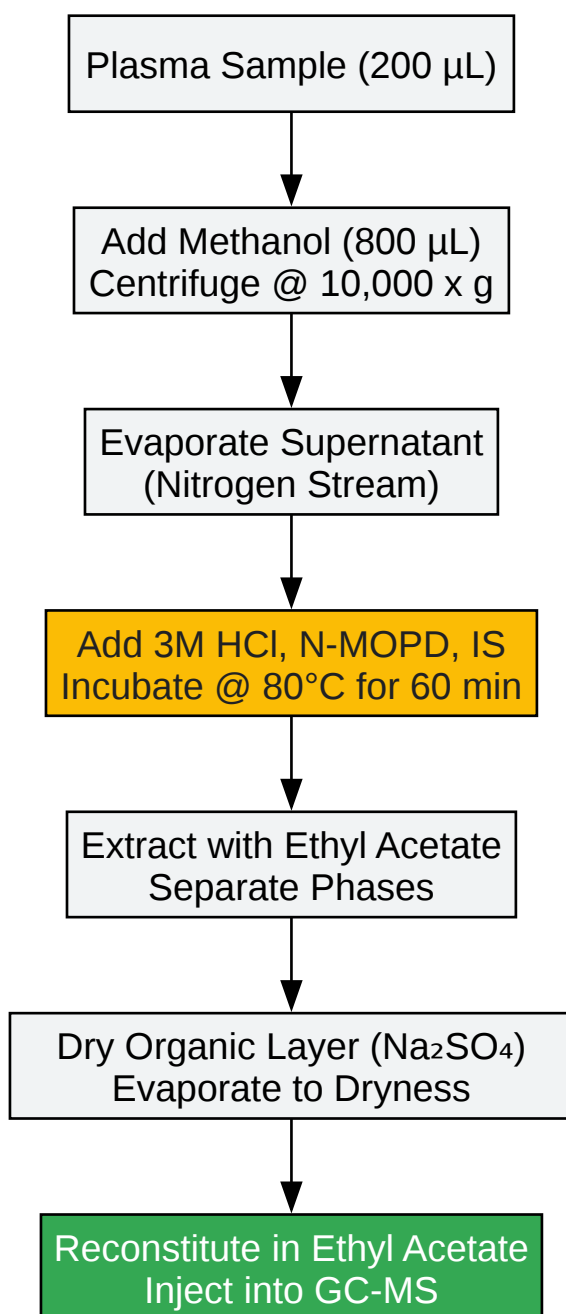 Plasma Sample (200 µL)
Add Methanol (800 µL)
Centrifuge @ 10,000 x g
Evaporate Supernatant
(Nitrogen Stream)
Add 3M HCl, N-MOPD, IS
Incubate @ 80°C for 60 min
Extract with Ethyl Acetate
Separate Phases
Dry Organic Layer (Na₂SO₄)
Evaporate to Dryness
Reconstitute in Ethyl Acetate
Inject into GC-MS